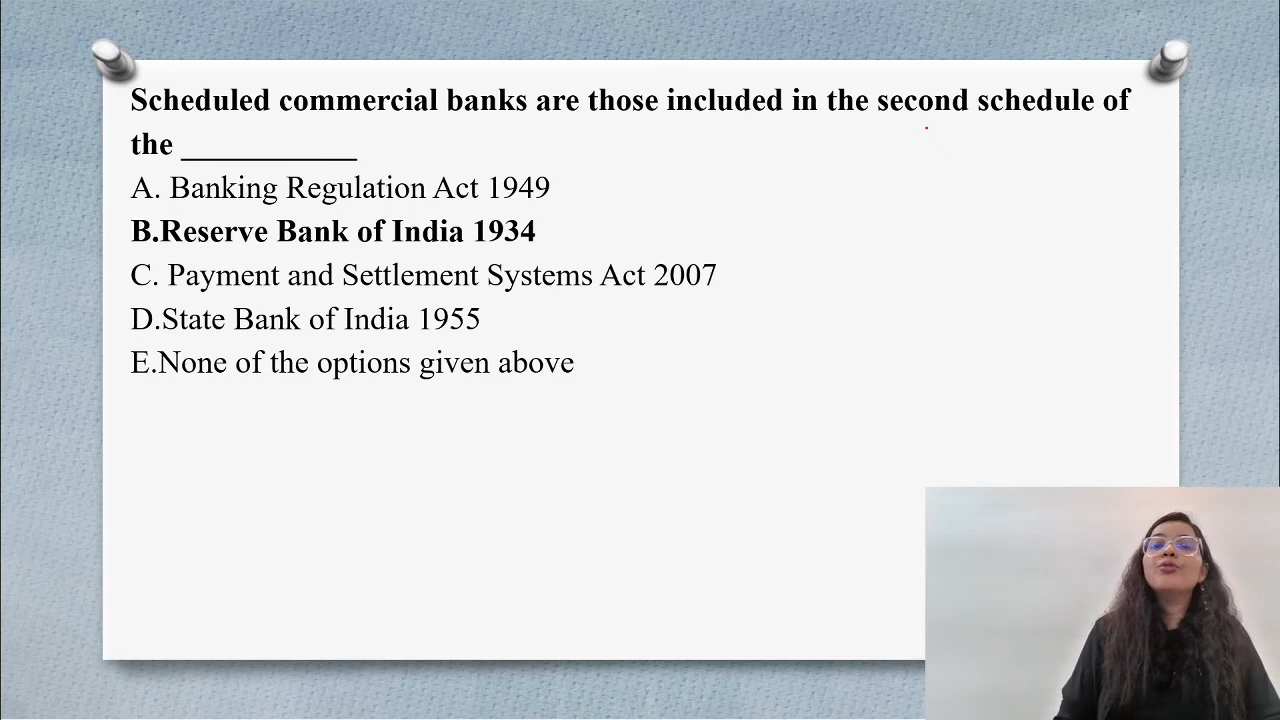 Scheduled commercial banks are those included in the second schedule of
the ___________
A. Banking Regulation Act 1949
B.Reserve Bank of India 1934
C. Payment and Settlement Systems Act 2007
D.State Bank of India 1955
E.None of the options given above